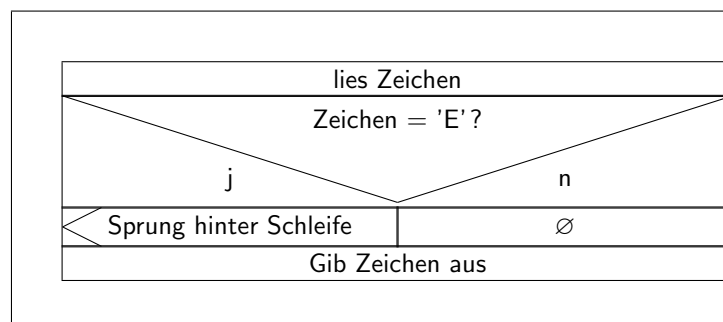 lies Zeichen
Zeichen = 'E'?
j n
Sprung hinter Schleife ∅
Gib Zeichen aus